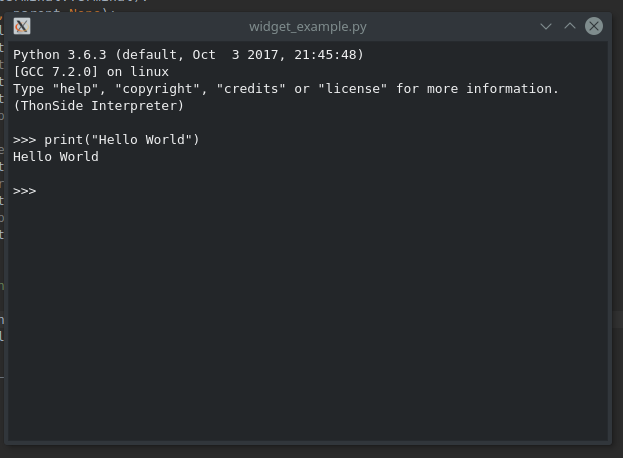 widget_example.py
Python 3.6.3 (default, Oct  3 2017, 21:45:48)
[GCC 7.2.0] on linux
Type "help", "copyright", "credits" or "license" for more information.
(ThonSide Interpreter)
>>> print("Hello World")
Hello World
>>>